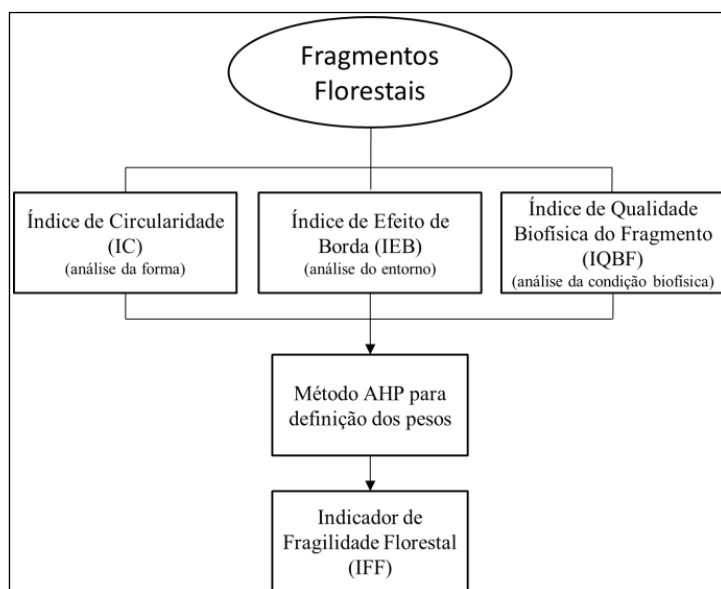 Fragmentos
Florestais
Índice de Circularidade
(IC)
(análise da forma)
Índice de Efeito de
Borda (IEB)
(análise do entorno)
Índice de Qualidade
Biofísica do Fragmento
(IQBF)
(análise da condição biofísica)
Método AHP para
definição dos pesos
Indicador de
Fragilidade Florestal
(IFF)